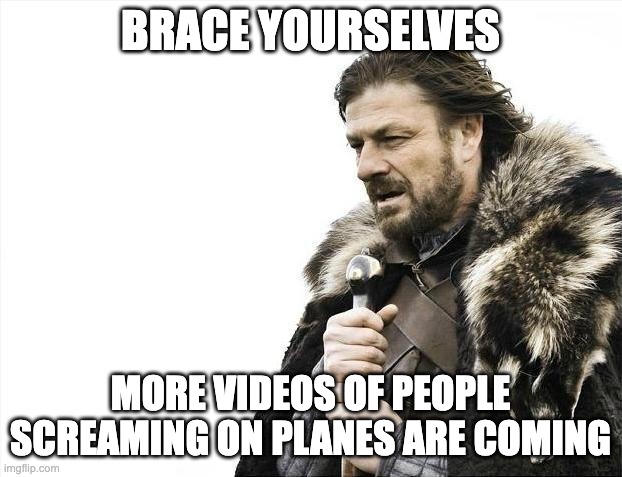 BRACE YOURSELVES
MORE VIDEOS OF PEOPLE
SCREAMING ON PLANES ARE COMING
imgflip.com